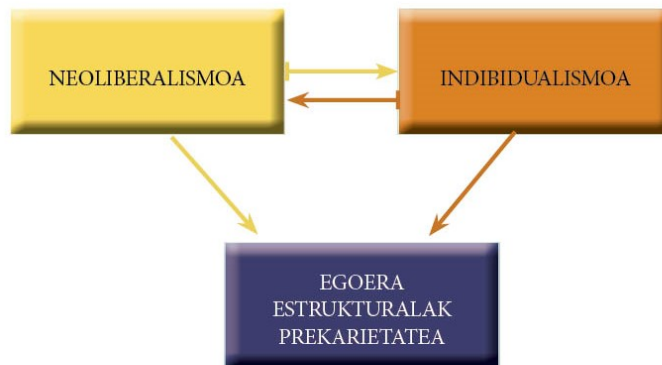 NEOLIBERALISMOA
INDIBIDUALISMOA
EGOERA
ESTRUKTURALAK
PREKARIETATEA